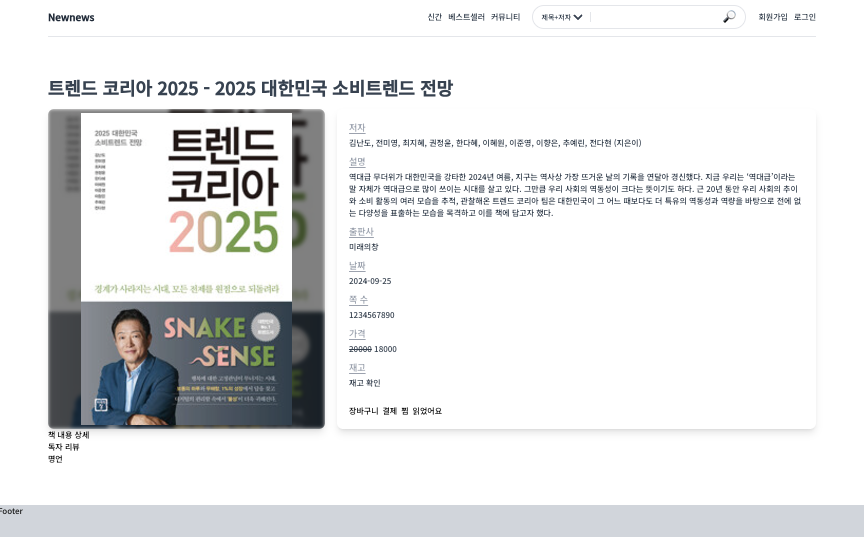 Newnews
신간 베스트셀러 커뮤니티
제목+저자
회원가입 로그인
트렌드 코리아 2025 - 2025 대한민국 소비트렌드 전망
2025 대한민국
소비트렌드 전망
트렌드
코리아
2025
경계가 사라지는 시대, 모든 전제를 원점으로 되돌려라
SNAKE
SENSE
저자
김난도, 전미영, 최지혜, 권정윤, 한다혜, 이혜원, 이준영, 이향은, 추예린, 전다현 (지은이)
설명
역대급 무더위가 대한민국을 강타한 2024년 여름, 지구는 역사상 가장 뜨거운 날의 기록을 연달아 경신했다. 지금 우리는 ‘역대급’이라는
말 자체가 역대급으로 많이 쓰이는 시대를 살고 있다. 그만큼 우리 사회의 역동성이 크다는 뜻이기도 하다. 근 20년 동안 우리 사회의 추이
와 소비 활동의 여러 모습을 추적, 관찰해온 트렌드 코리아 팀은 대한민국이 그 어느 때보다도 더 특유의 역동성과 역량을 바탕으로 전에 없
는 다양성을 표출하는 모습을 목격하고 이를 책에 담고자 했다.
출판사
미래의창
날짜
2024-09-25
쪽 수
1234567890
가격
20000 18000
재고
재고 확인
장바구니 결제 찜 읽었어요
책 내용 상세
독자 리뷰
명언
Footer